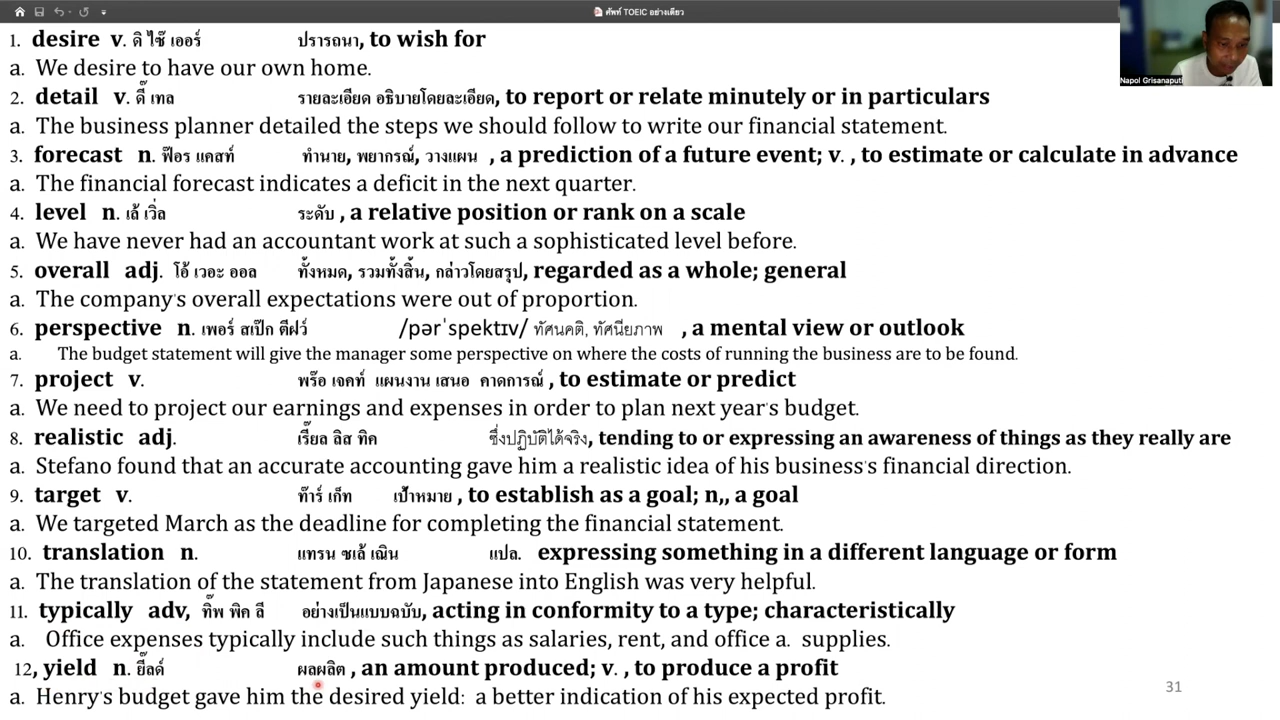 ศัพท์ TOEIC อย่างเดียว
Napol Grisanaputi
1. desire v. ดิ ไซ๊ เออร์ ปรารถนา, to wish for
a. We desire to have our own home.
2. detail v. ดี๊ เทล รายละเอียด อธิบายโดยละเอียด, to report or relate minutely or in particulars
a. The business planner detailed the steps we should follow to write our financial statement.
3. forecast n. ฟ๊อร แคสท์ ทำนาย, พยากรณ์, วางแผน , a prediction of a future event; v. , to estimate or calculate in advance
a. The financial forecast indicates a deficit in the next quarter.
4. level n. เล้ เวิ่ล ระดับ , a relative position or rank on a scale
a. We have never had an accountant work at such a sophisticated level before.
5. overall adj. โอ้ เวอะ ออล ทั้งหมด, รวมทั้งสิ้น, กล่าวโดยสรุป, regarded as a whole; general
a. The company's overall expectations were out of proportion.
6. perspective n. เพอร์ สเป๊ก ตีฝว์ /pərˈspektɪv/ ทัศนคติ, ทัศนียภาพ , a mental view or outlook
a. The budget statement will give the manager some perspective on where the costs of running the business are to be found.
7. project v. พร๊อ เจคท์ แผนงาน เสนอ คาดการณ์ , to estimate or predict
a. We need to project our earnings and expenses in order to plan next year's budget.
8. realistic adj. เรี๊ยล ลิส ทิค ซึ่งปฏิบัติได้จริง, tending to or expressing an awareness of things as they really are
a. Stefano found that an accurate accounting gave him a realistic idea of his business's financial direction.
9. target v. ท๊าร์ เก็ท เป้าหมาย , to establish as a goal; n,, a goal
a. We targeted March as the deadline for completing the financial statement.
10. translation n. แทรน ซเล้ เฌิน แปล. expressing something in a different language or form
a. The translation of the statement from Japanese into English was very helpful.
11. typically adv, ทิ๊พ พิค ลี อย่างเป็นแบบฉบับ, acting in conformity to a type; characteristically
a. Office expenses typically include such things as salaries, rent, and office a. supplies.
12, yield n. ยี๊ลด์ ผลผลิต , an amount produced; v. , to produce a profit
a. Henry's budget gave him the desired yield: a better indication of his expected profit.
31